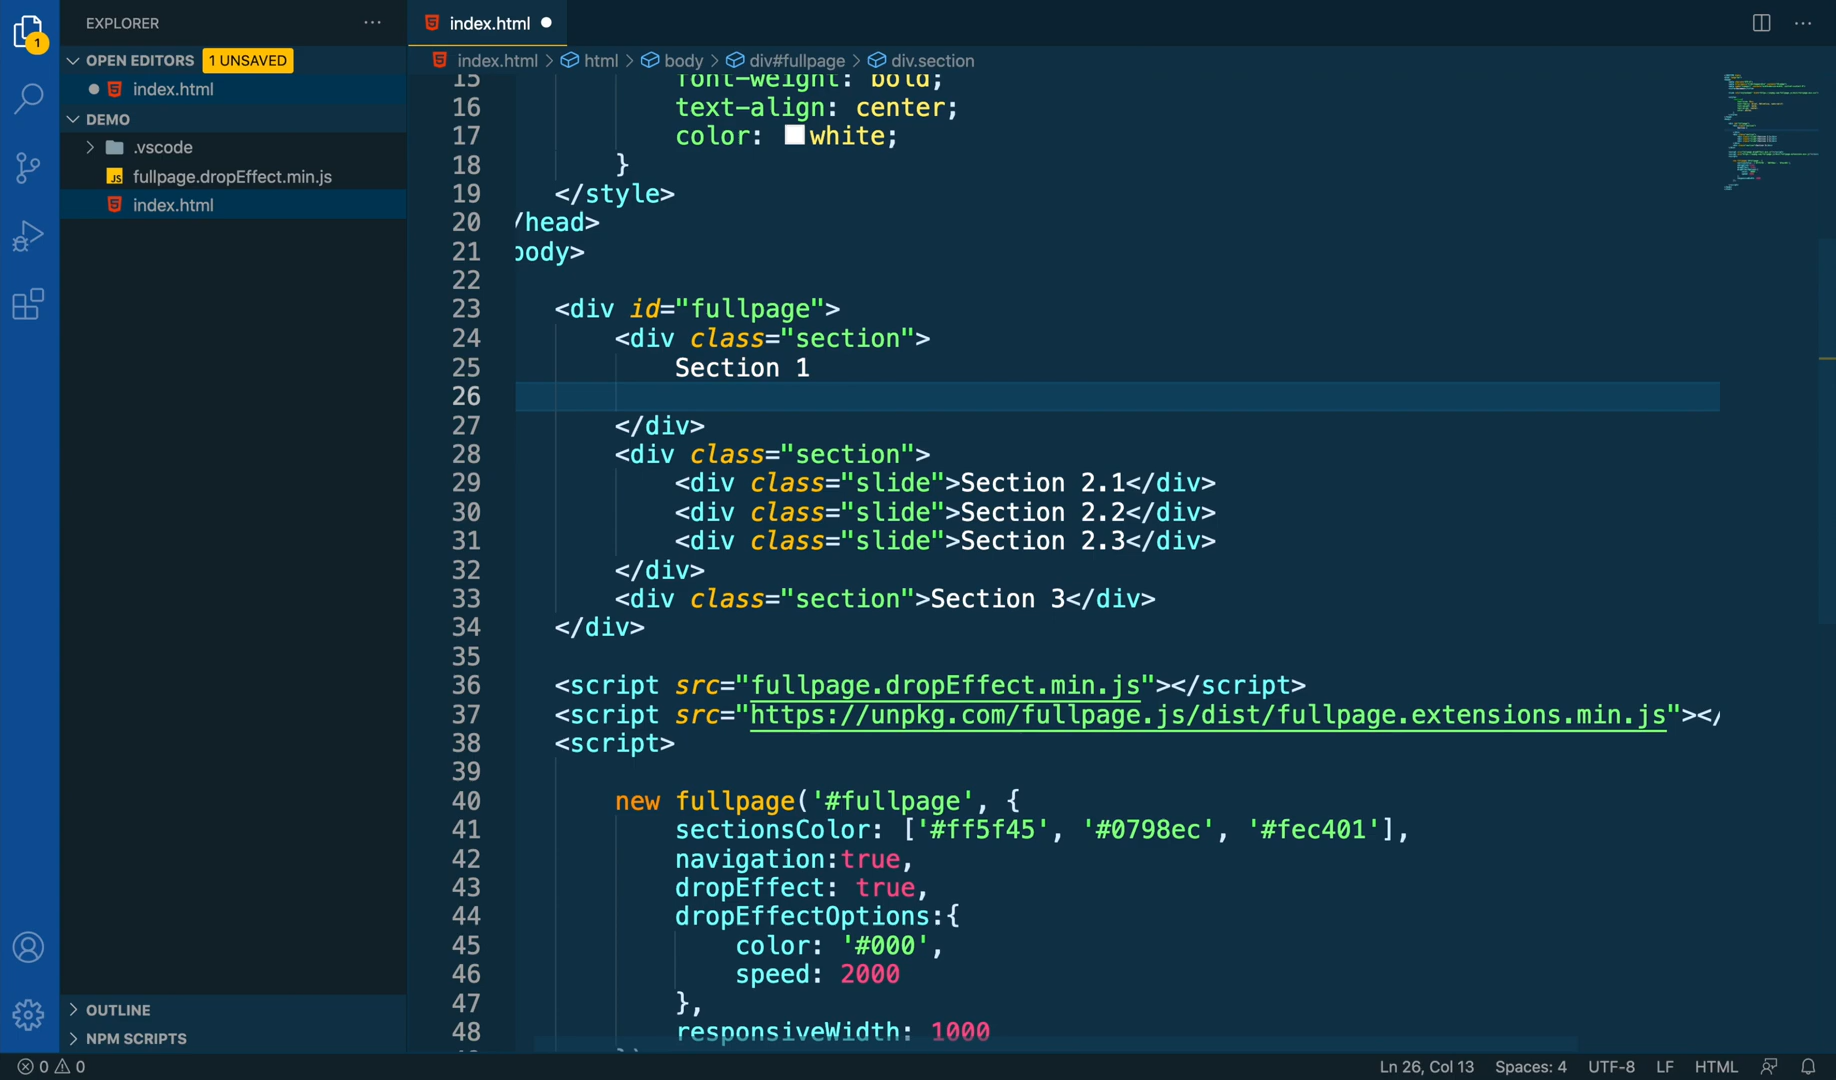 1
EXPLORER
OPEN EDITORS 1 UNSAVED
index.html
DEMO
.vscode
JS fullpage.dropEffect.min.js
index.html
OUTLINE
NPM SCRIPTS
index.html
index.html > html > body > div#fullpage > div.section
15 font-weight: bold;
16 text-align: center;
17 color: white;
18 }
19 </style>
20 /head>
21 body>
22
23 <div id="fullpage">
24 <div class="section">
25 Section 1
26
27 </div>
28 <div class="section">
29 <div class="slide">Section 2.1</div>
30 <div class="slide">Section 2.2</div>
31 <div class="slide">Section 2.3</div>
32 </div>
33 <div class="section">Section 3</div>
34 </div>
35
36 <script src="fullpage.dropEffect.min.js"></script>
37 <script src="https://unpkg.com/fullpage.js/dist/fullpage.extensions.min.js"></
38 <script>
39
40 new fullpage('#fullpage', {
41 sectionsColor: ['#ff5f45', '#0798ec', '#fec401'],
42 navigation:true,
43 dropEffect: true,
44 dropEffectOptions:{
45 color: '#000',
46 speed: 2000
47 },
48 responsiveWidth: 1000
0 0
Ln 26, Col 13 Spaces: 4 UTF-8 LF HTML